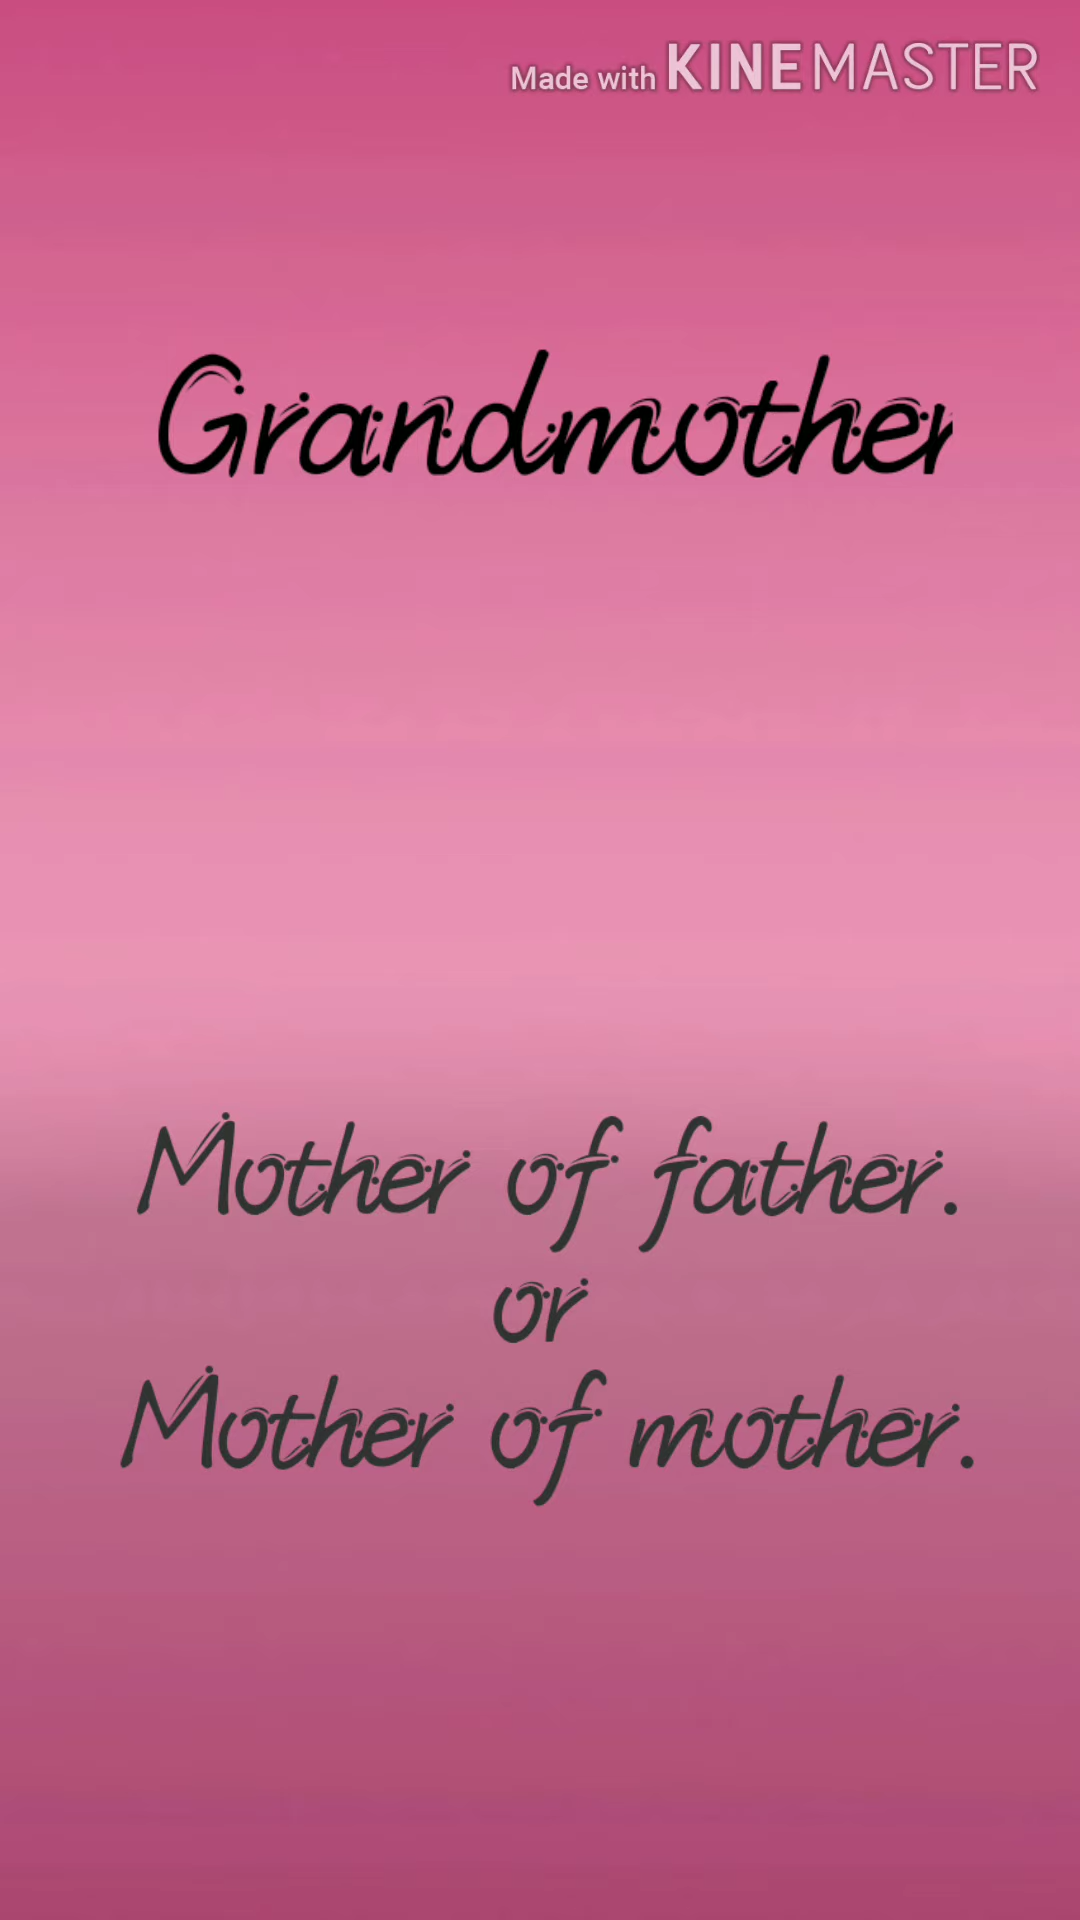 Made with KINEMASTER
Grandmother
Mother of father.
or
Mother of mother.